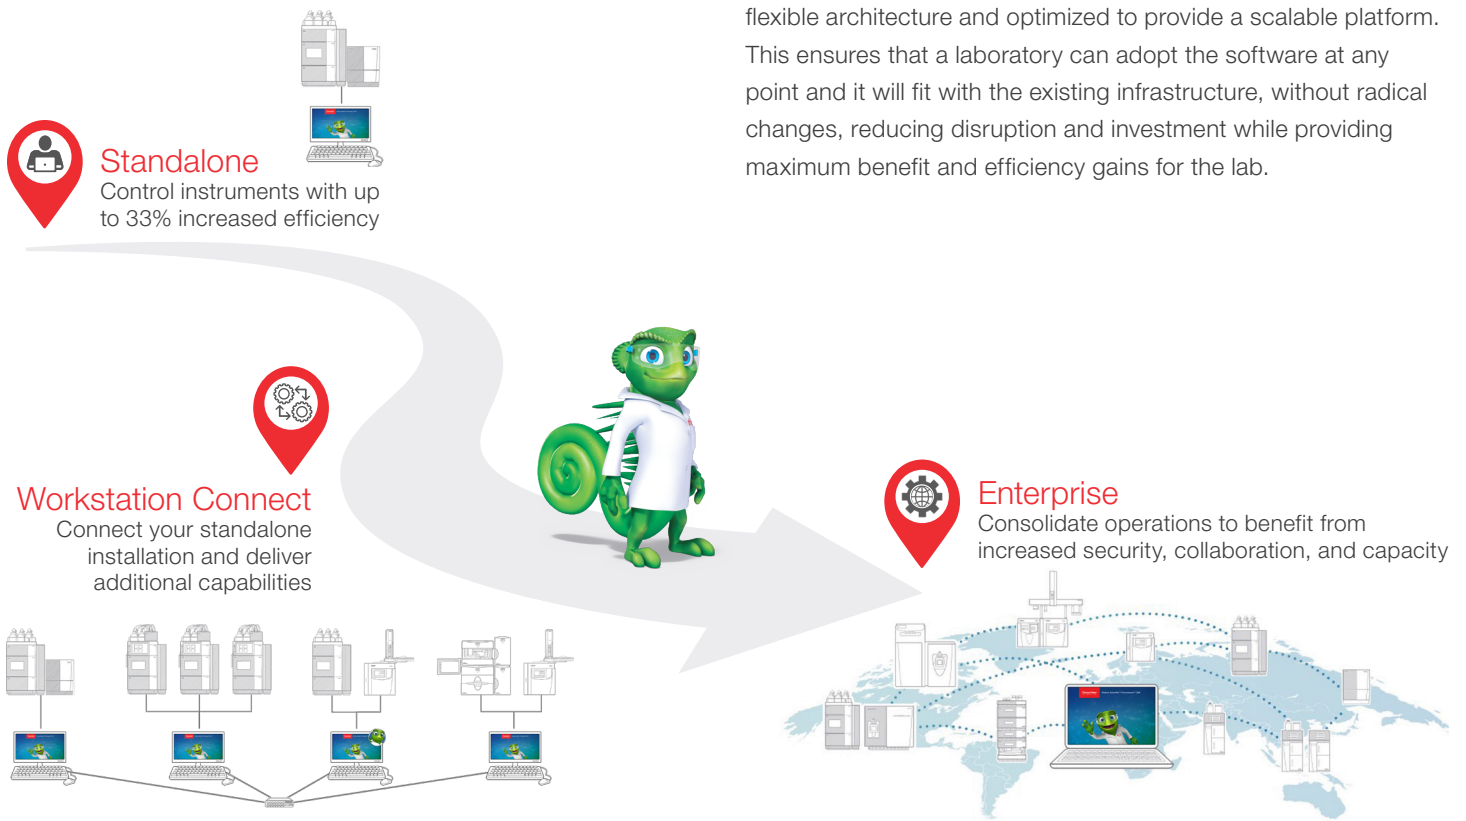 flexible architecture and optimized to provide a scalable platform.
This ensures that a laboratory can adopt the software at any
point and it will fit with the existing infrastructure, without radical
changes, reducing disruption and investment while providing
maximum benefit and efficiency gains for the lab.
Standalone
Control instruments with up
to 33% increased efficiency
Workstation Connect
Connect your standalone
installation and deliver
additional capabilities
Enterprise
Consolidate operations to benefit from
increased security, collaboration, and capacity